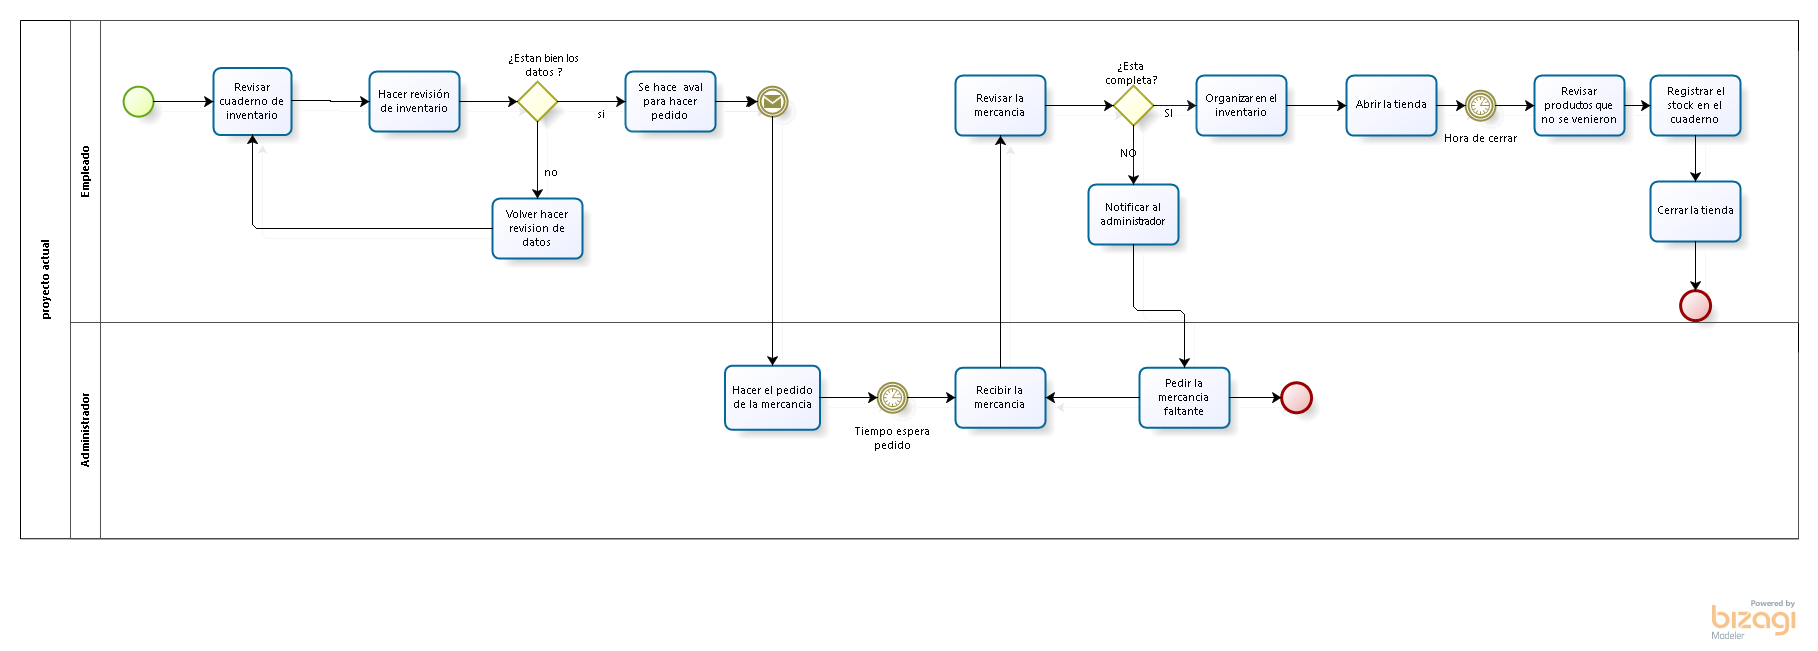 proyecto actual
Empleado
Revisar
cuaderno de
inventario
Hacer revisión
de inventario
¿Estan bien los
datos ?
si
no
Volver hacer
revision de
datos
Se hace aval
para hacer
pedido
Revisar la
mercancia
¿Esta
completa?
SI
NO
Notificar al
administrador
Organizar en el
inventario
Abrir la tienda
Hora de cerrar
Revisar
productos que
no se venieron
Registrar el
stock en el
cuaderno
Cerrar la tienda
Administrador
Hacer el pedido
de la mercancia
Tiempo espera
pedido
Recibir la
mercancia
Pedir la
mercancia
faltante
Powered by
bizagi
Modeler